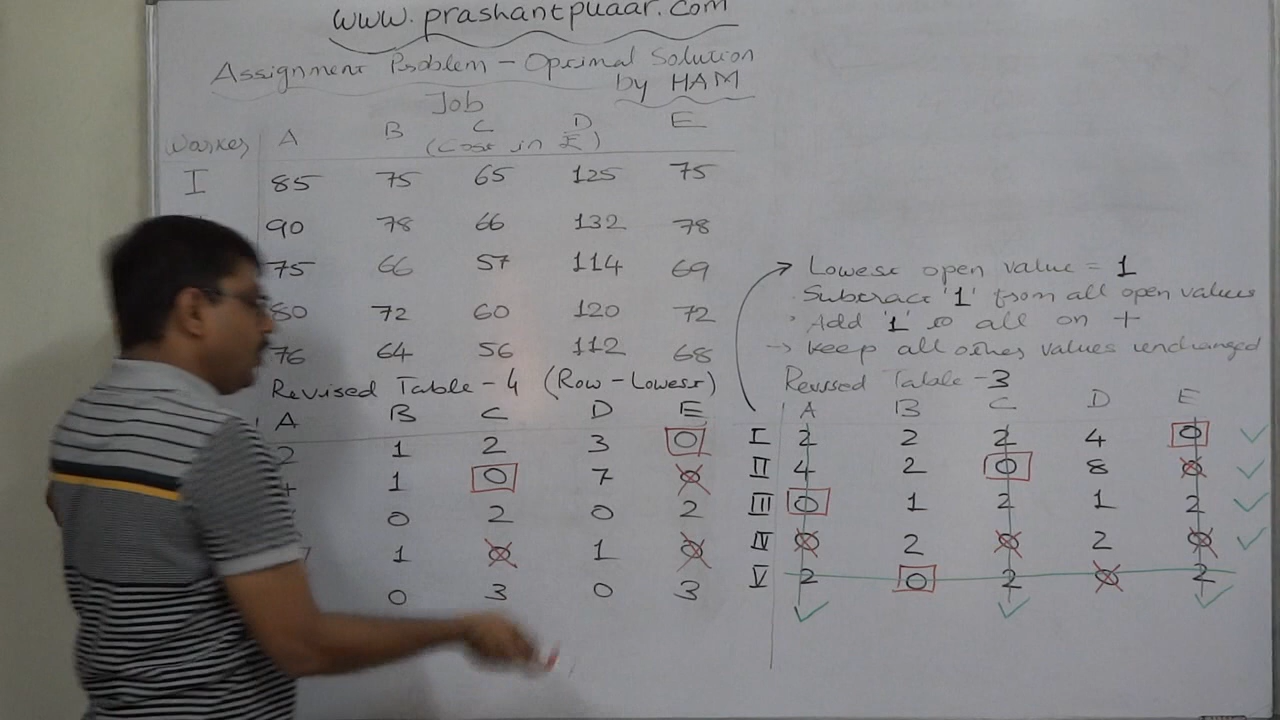 www.prashantpuaar.com
Assignment Problem - Optimal Solution
by HAM
Job
Worker A B C D E
(Cost in £)
I 85 75 65 125 75
90 78 66 132 78
75 66 57 114 69
80 72 60 120 72
76 64 56 112 68
Revised Table - 4 (Row - Lowest)
A B C D E
2 1 2 3 0
1 0 7 0
0 2 0 2
1 0 1 0
0 3 0 3
→ Lowest open value = 1
· Subtract '1' from all open values
· Add '1' to all on +
→ Keep all other values unchanged
Revised Table - 3
A B C D E
I 2 2 2 4 0 ✓
II 4 2 0 8 0 ✓
III 0 1 2 1 2 ✓
IV 0 2 0 2 0 ✓
V 2 0 2 0 2
✓ ✓ ✓